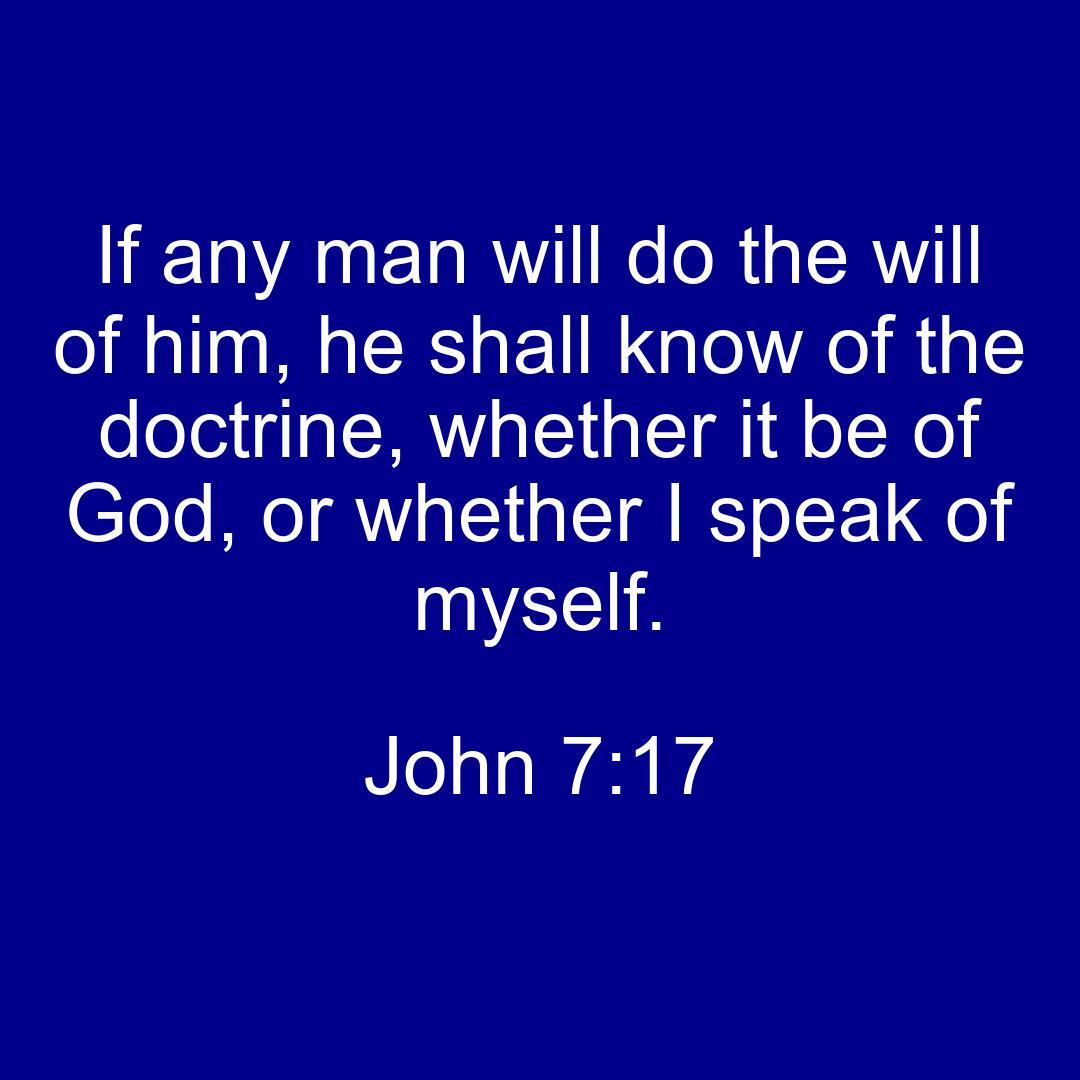 If any man will do the will
of him, he shall know of the
doctrine, whether it be of
God, or whether I speak of
myself.
John 7:17